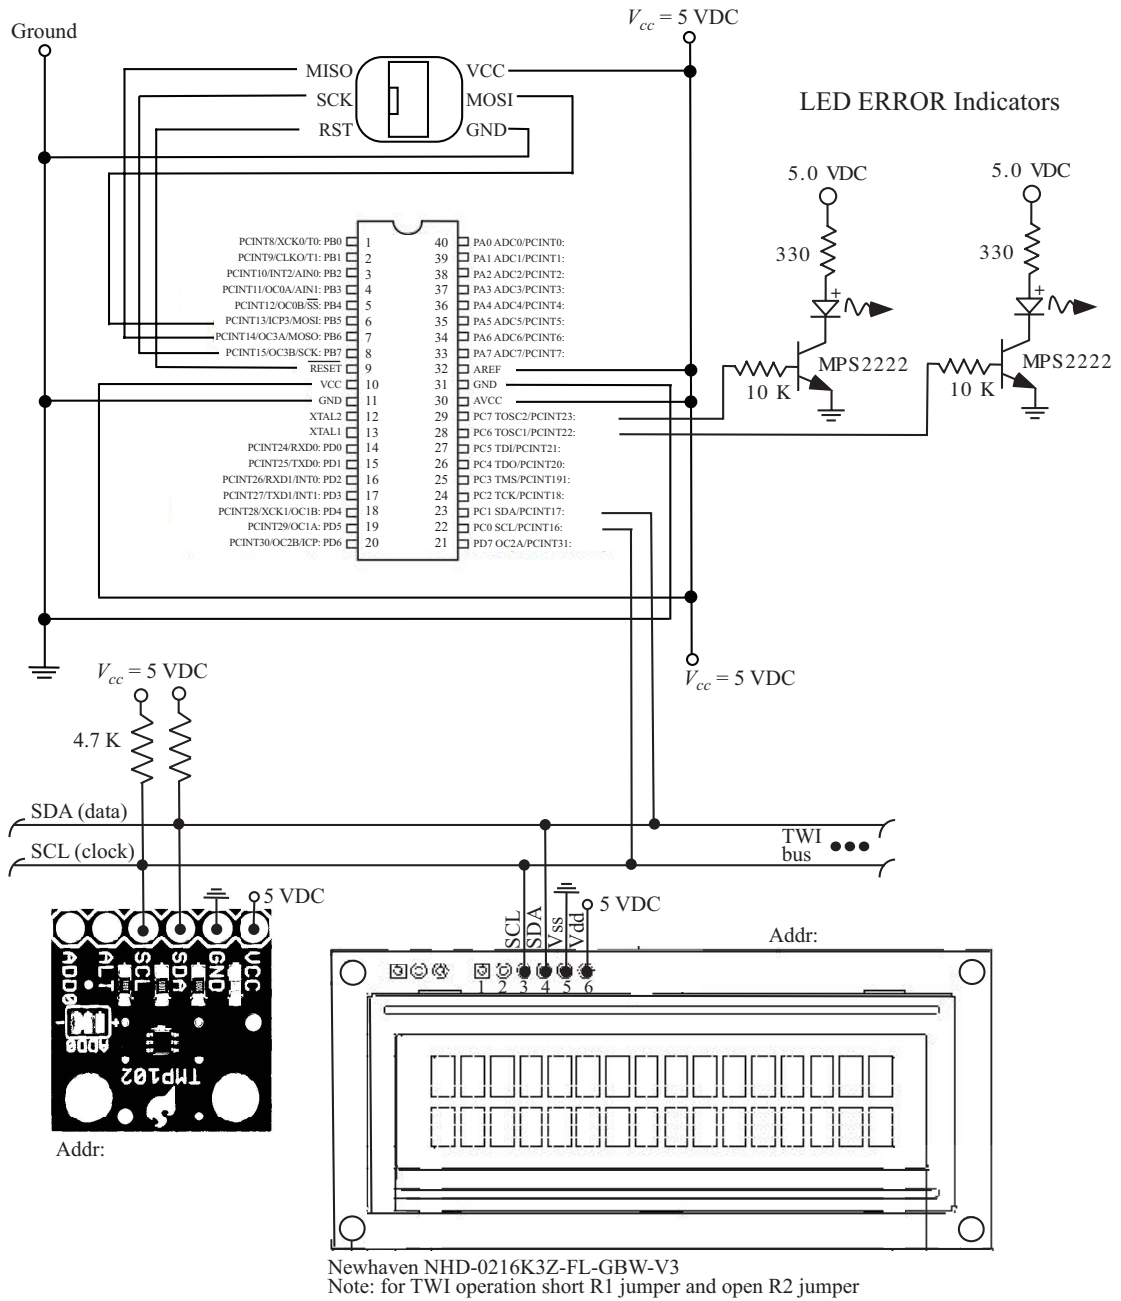 Ground
V_cc = 5 VDC
MISO
VCC
SCK
MOSI
RST
GND
LED ERROR Indicators
5.0 VDC
330
+
MPS2222
10 K
5.0 VDC
330
+
MPS2222
10 K
PCINT8/XCK0/T0: PB0 1
PCINT9/CLKO/T1: PB1 2
PCINT10/INT2/AIN0: PB2 3
PCINT11/OC0A/AIN1: PB3 4
PCINT12/OC0B/SS: PB4 5
PCINT13/ICP3/MOSI: PB5 6
PCINT14/OC3A/MOSO: PB6 7
PCINT15/OC3B/SCK: PB7 8
RESET 9
VCC 10
GND 11
XTAL2 12
XTAL1 13
PCINT24/RXD0: PD0 14
PCINT25/TXD0: PD1 15
PCINT26/RXD1/INT0: PD2 16
PCINT27/TXD1/INT1: PD3 17
PCINT28/XCK1/OC1B: PD4 18
PCINT29/OC1A: PD5 19
PCINT30/OC2B/ICP: PD6 20
40 PA0 ADC0/PCINT0:
39 PA1 ADC1/PCINT1:
38 PA2 ADC2/PCINT2:
37 PA3 ADC3/PCINT3:
36 PA4 ADC4/PCINT4:
35 PA5 ADC5/PCINT5:
34 PA6 ADC6/PCINT6:
33 PA7 ADC7/PCINT7:
32 AREF
31 GND
30 AVCC
29 PC7 TOSC2/PCINT23:
28 PC6 TOSC1/PCINT22:
27 PC5 TDI/PCINT21:
26 PC4 TDO/PCINT20:
25 PC3 TMS/PCINT191:
24 PC2 TCK/PCINT18:
23 PC1 SDA/PCINT17:
22 PC0 SCL/PCINT16:
21 PD7 OC2A/PCINT31:
V_cc = 5 VDC
V_cc = 5 VDC
4.7 K
SDA (data)
SCL (clock)
TWI
bus
5 VDC
ADD0
ALT
SCL
SDA
GND
VCC
- +
ADD0
TMP102
Addr:
SCL
SDA
Vss
Vdd
5 VDC
Addr:
1 2 3 4 5 6
Newhaven NHD-0216K3Z-FL-GBW-V3
Note: for TWI operation short R1 jumper and open R2 jumper